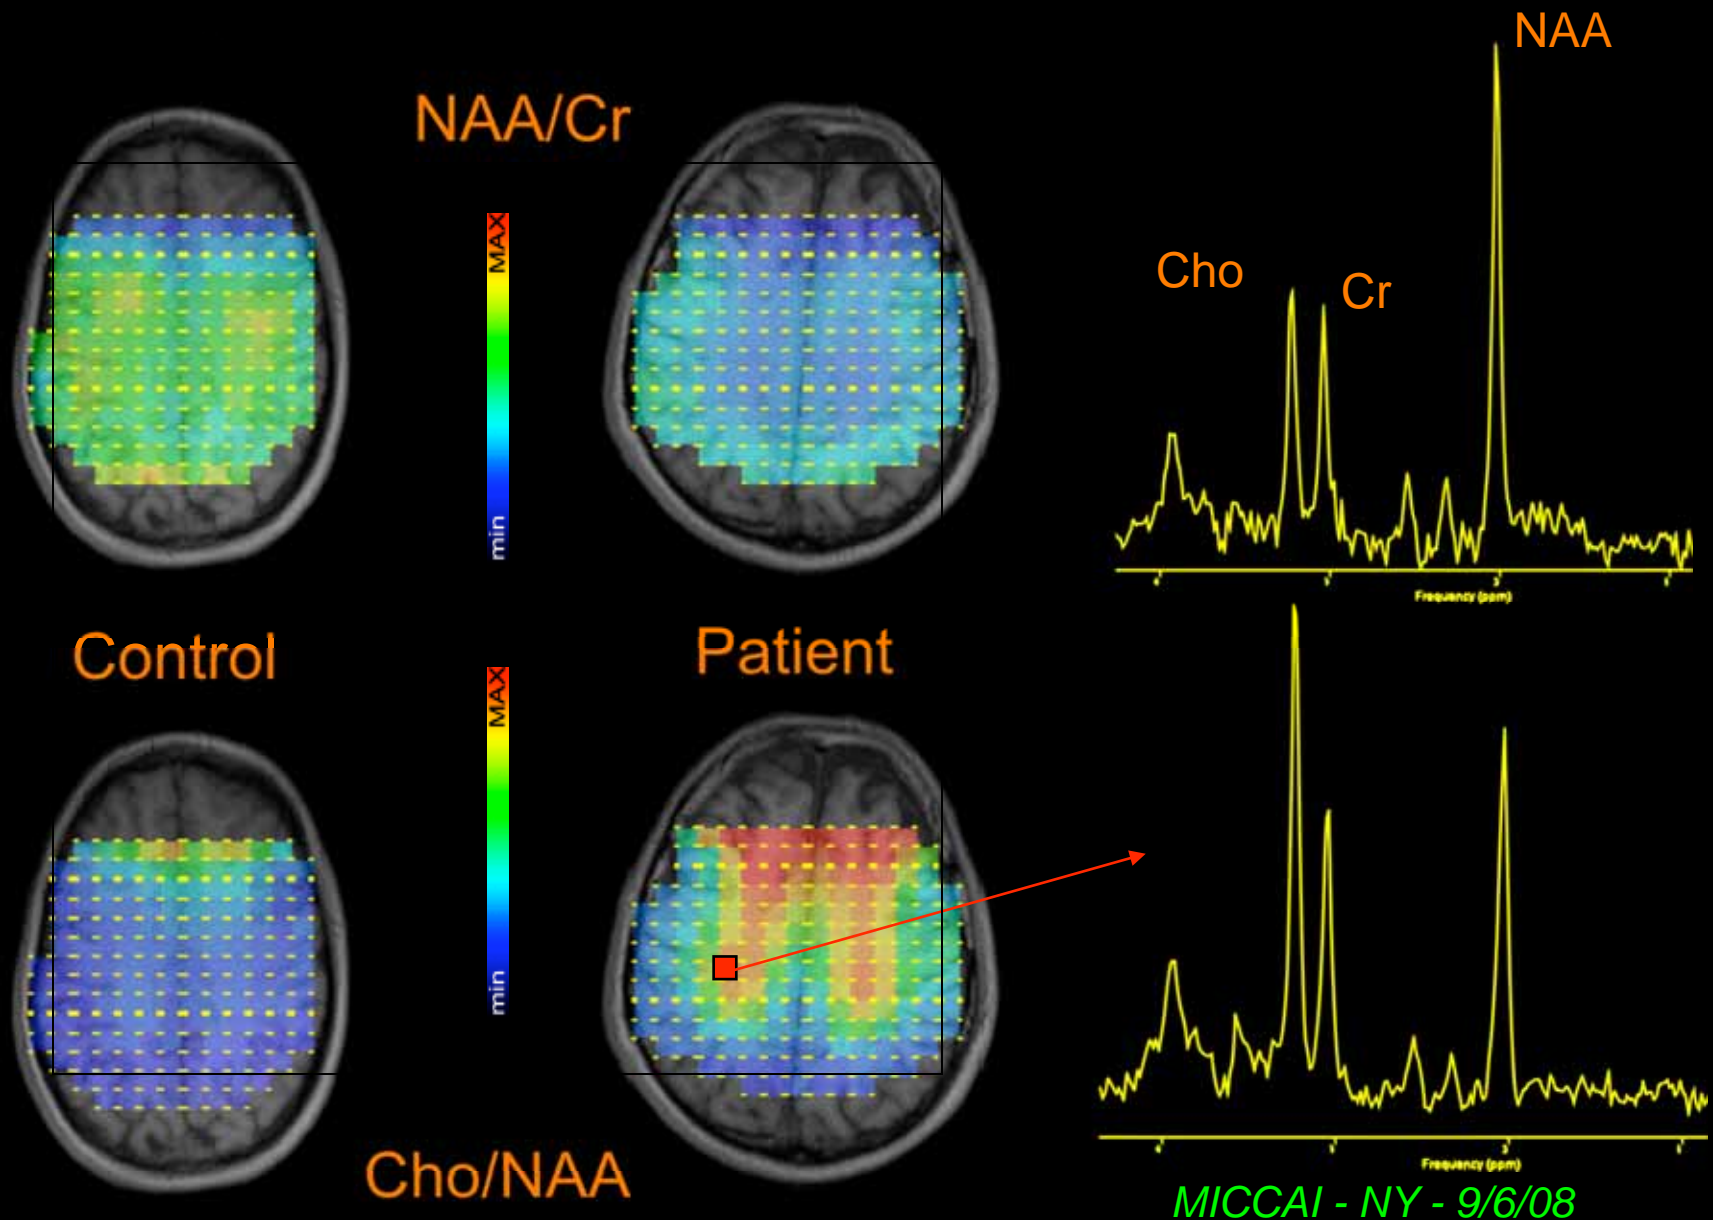 NAA
NAA/Cr
MAX
Cho
Cr
min
Frequency (ppm)
Control
Patient
MAX
min
Frequency (ppm)
Cho/NAA
MICCAI - NY - 9/6/08